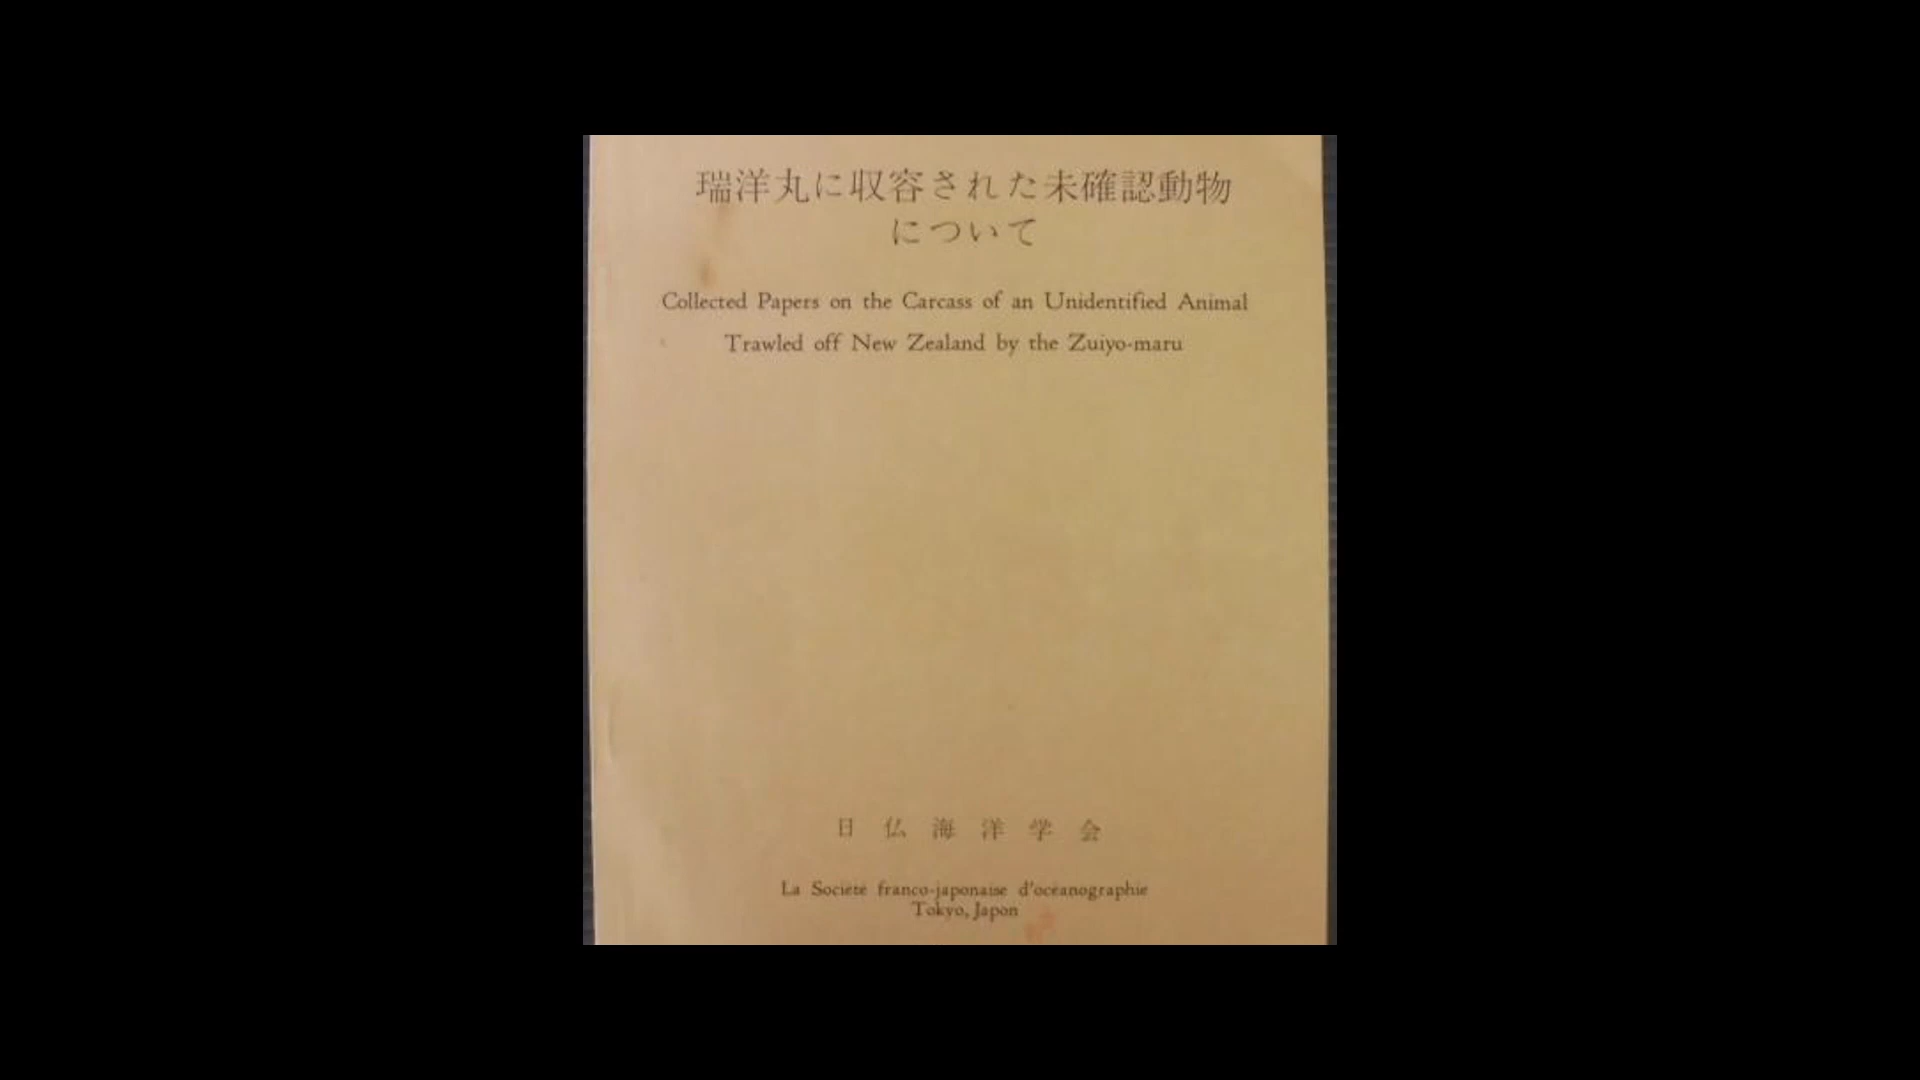 瑞洋丸に収容された未確認動物
について
Collected Papers on the Carcass of an Unidentified Animal
Trawled off New Zealand by the Zuiyo-maru
日仏海洋学会
La Société franco-japonaise d'océanographie
Tokyo, Japon